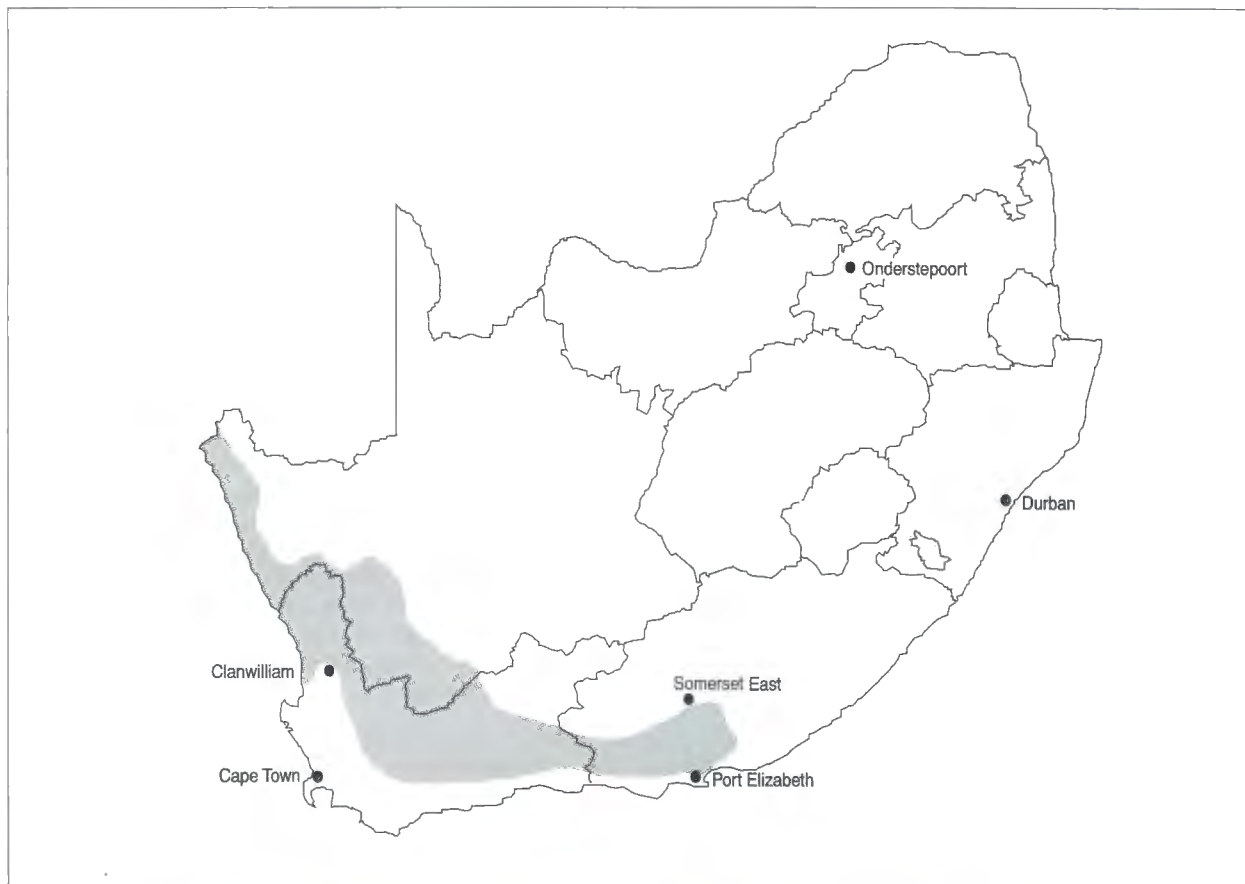 Onderstepoort
Durban
Clanwilliam
Somerset East
Cape Town
Port Elizabeth